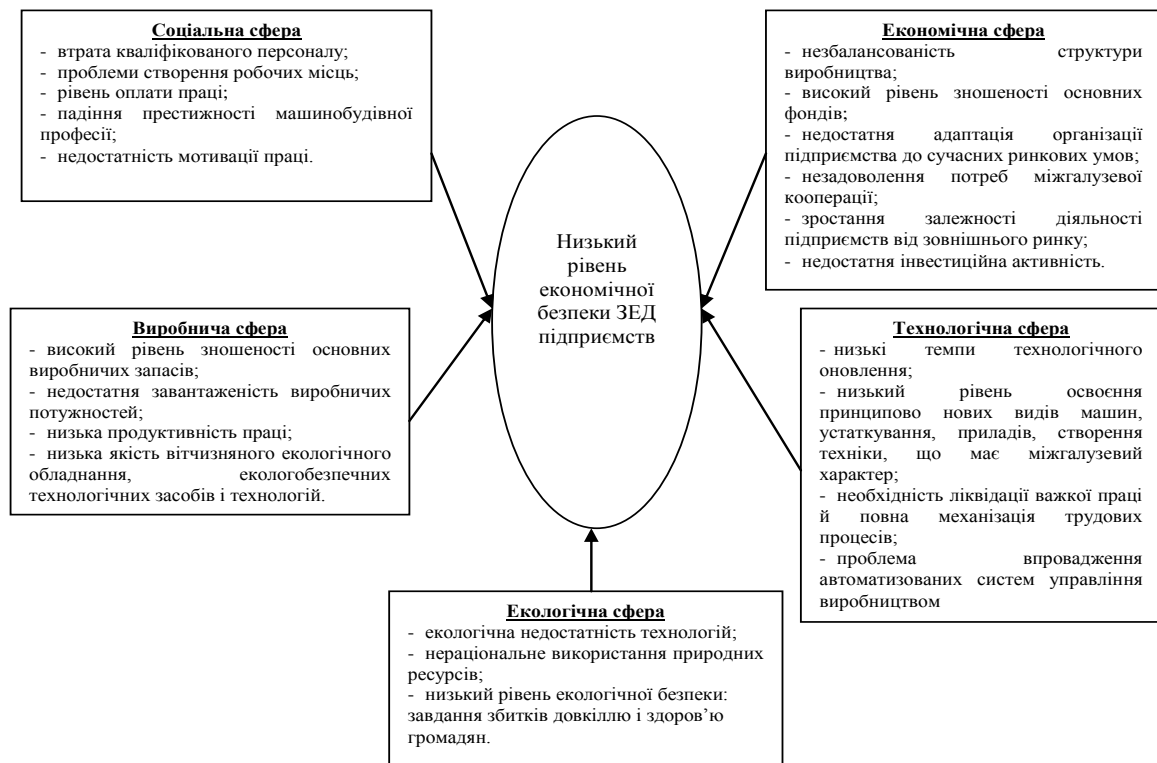 Соціальна сфера
- втрата кваліфікованого персоналу;
- проблеми створення робочих місць;
- рівень оплати праці;
- падіння престижності машинобудівної
професії;
- недостатність мотивації праці.
Економічна сфера
- незбалансованість структури
виробництва;
- високий рівень зношеності основних
фондів;
- недостатня адаптація організації
підприємства до сучасних ринкових умов;
- незадоволення потреб міжгалузевої
кооперації;
- зростання залежності діяльності
підприємств від зовнішнього ринку;
- недостатня інвестиційна активність.
Низький
рівень
економічної
безпеки ЗЕД
підприємств
Виробнича сфера
- високий рівень зношеності основних
виробничих запасів;
- недостатня завантаженість виробничих
потужностей;
- низька продуктивність праці;
- низька якість вітчизняного екологічного
обладнання, екологобезпечних
технологічних засобів і технологій.
Технологічна сфера
- низькі темпи технологічного
оновлення;
- низький рівень освоєння
принципово нових видів машин,
устаткування, приладів, створення
техніки, що має міжгалузевий
характер;
- необхідність ліквідації важкої праці
й повна механізація трудових
процесів;
- проблема впровадження
автоматизованих систем управління
виробництвом
Екологічна сфера
- екологічна недостатність технологій;
- нераціональне використання природних
ресурсів;
- низький рівень екологічної безпеки:
завдання збитків довкіллю і здоров’ю
громадян.